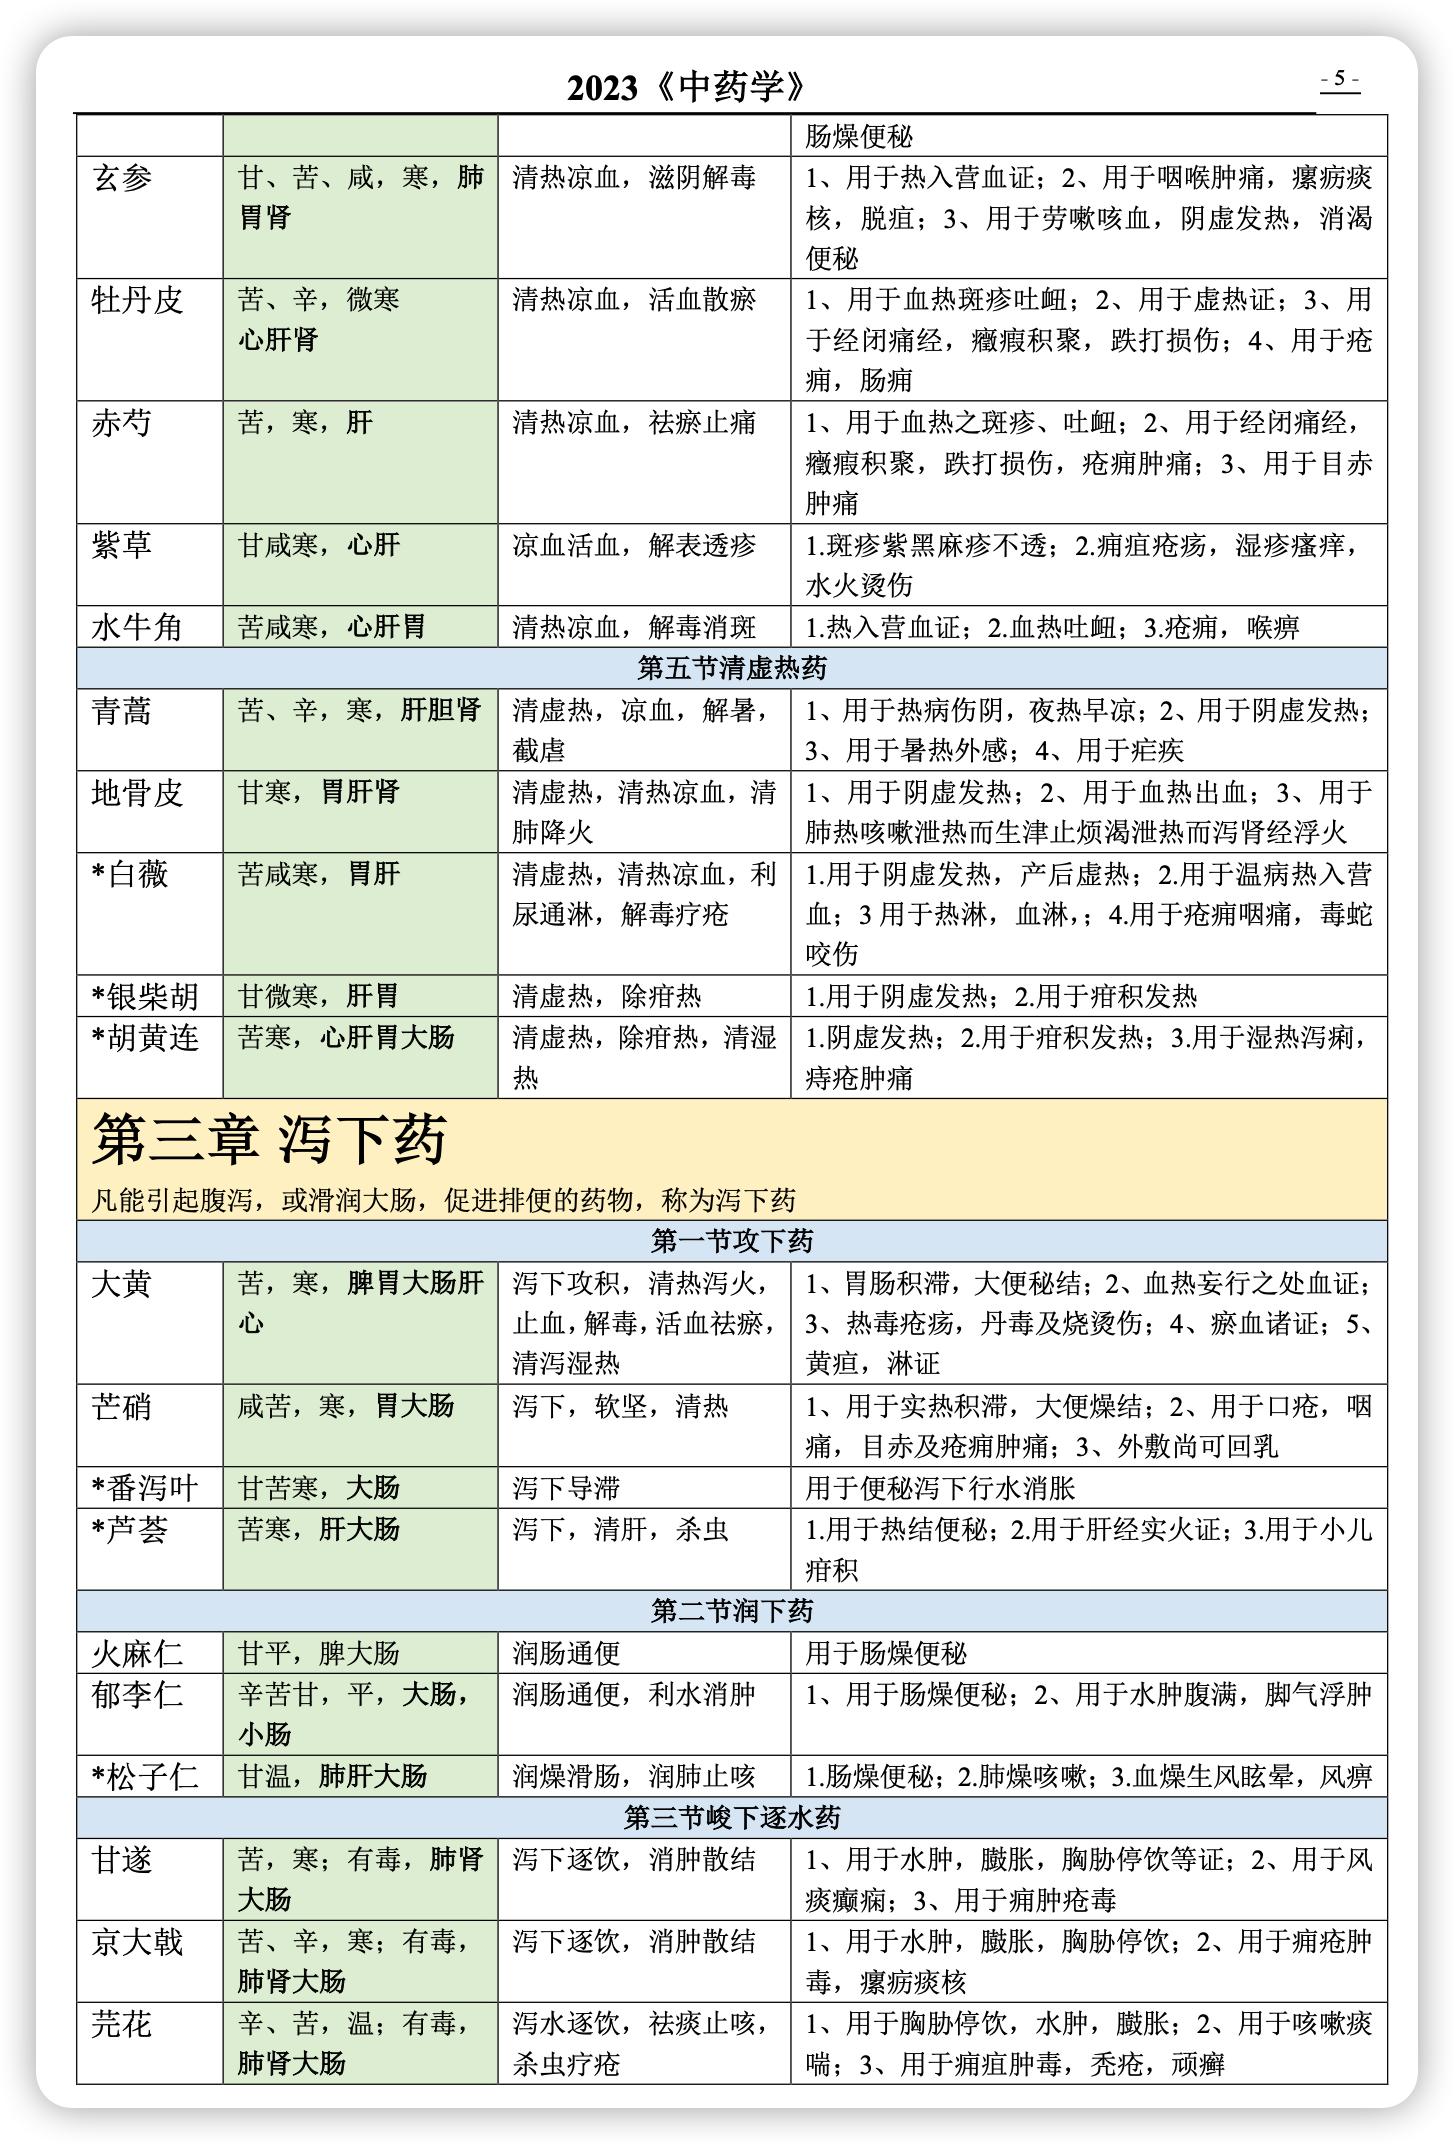 2023《中药学》
- 5 -
肠燥便秘
玄参
甘、苦、咸，寒，肺
胃肾
清热凉血，滋阴解毒
1、用于热入营血证；2、用于咽喉肿痛，瘰疬痰
核，脱疽；3、用于劳嗽咳血，阴虚发热，消渴
便秘
牡丹皮
苦、辛，微寒
心肝肾
清热凉血，活血散瘀
1、用于血热斑疹吐衄；2、用于虚热证；3、用
于经闭痛经，癥瘕积聚，跌打损伤；4、用于疮
痈，肠痈
赤芍
苦，寒，肝
清热凉血，祛瘀止痛
1、用于血热之斑疹、吐衄；2、用于经闭痛经，
癥瘕积聚，跌打损伤，疮痈肿痛；3、用于目赤
肿痛
紫草
甘咸寒，心肝
凉血活血，解表透疹
1.斑疹紫黑麻疹不透；2.痈疽疮疡，湿疹瘙痒，
水火烫伤
水牛角
苦咸寒，心肝胃
清热凉血，解毒消斑
1.热入营血证；2.血热吐衄；3.疮痈，喉痹
第五节清虚热药
青蒿
苦、辛，寒，肝胆肾
清虚热，凉血，解暑，
截虐
1、用于热病伤阴，夜热早凉；2、用于阴虚发热；
3、用于暑热外感；4、用于疟疾
地骨皮
甘寒，胃肝肾
清虚热，清热凉血，清
肺降火
1、用于阴虚发热；2、用于血热出血；3、用于
肺热咳嗽泄热而生津止烦渴泄热而泻肾经浮火
*白薇
苦咸寒，胃肝
清虚热，清热凉血，利
尿通淋，解毒疗疮
1.用于阴虚发热，产后虚热；2.用于温病热入营
血；3 用于热淋，血淋，；4.用于疮痈咽痛，毒蛇
咬伤
*银柴胡
甘微寒，肝胃
清虚热，除疳热
1.用于阴虚发热；2.用于疳积发热
*胡黄连
苦寒，心肝胃大肠
清虚热，除疳热，清湿
热
1.阴虚发热；2.用于疳积发热；3.用于湿热泻痢，
痔疮肿痛
第三章 泻下药
凡能引起腹泻，或滑润大肠，促进排便的药物，称为泻下药
第一节攻下药
大黄
苦，寒，脾胃大肠肝
心
泻下攻积，清热泻火，
止血，解毒，活血祛瘀，
清泻湿热
1、胃肠积滞，大便秘结；2、血热妄行之处血证；
3、热毒疮疡，丹毒及烧烫伤；4、瘀血诸证；5、
黄疸，淋证
芒硝
咸苦，寒，胃大肠
泻下，软坚，清热
1、用于实热积滞，大便燥结；2、用于口疮，咽
痛，目赤及疮痈肿痛；3、外敷尚可回乳
*番泻叶
甘苦寒，大肠
泻下导滞
用于便秘泻下行水消胀
*芦荟
苦寒，肝大肠
泻下，清肝，杀虫
1.用于热结便秘；2.用于肝经实火证；3.用于小儿
疳积
第二节润下药
火麻仁
甘平，脾大肠
润肠通便
用于肠燥便秘
郁李仁
辛苦甘，平，大肠，
小肠
润肠通便，利水消肿
1、用于肠燥便秘；2、用于水肿腹满，脚气浮肿
*松子仁
甘温，肺肝大肠
润燥滑肠，润肺止咳
1.肠燥便秘；2.肺燥咳嗽；3.血燥生风眩晕，风痹
第三节峻下逐水药
甘遂
苦，寒；有毒，肺肾
大肠
泻下逐饮，消肿散结
1、用于水肿，臌胀，胸胁停饮等证；2、用于风
痰癫痫；3、用于痈肿疮毒
京大戟
苦、辛，寒；有毒，
肺肾大肠
泻下逐饮，消肿散结
1、用于水肿，臌胀，胸胁停饮；2、用于痈疮肿
毒，瘰疬痰核
芫花
辛、苦，温；有毒，
肺肾大肠
泻水逐饮，祛痰止咳，
杀虫疗疮
1、用于胸胁停饮，水肿，臌胀；2、用于咳嗽痰
喘；3、用于痈疽肿毒，秃疮，顽癣